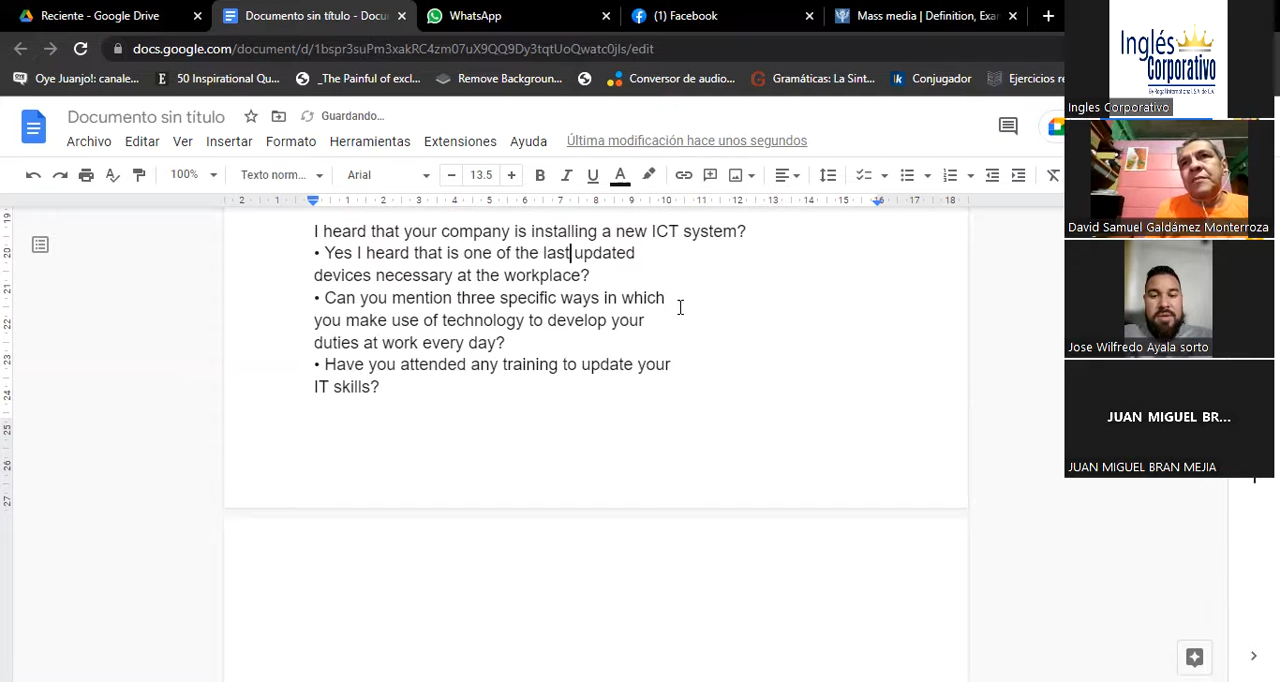 Reciente - Google Drive
Documento sin título - Docu
WhatsApp
(1) Facebook
Mass media | Definition, Exa
docs.google.com/document/d/1bspr3suPm3xakRC4zm07uX9QQ9Dy3tqtUoQwatc0jIs/edit
Oye Juanjo!: canale...
50 Inspirational Qu...
_The Painful of excl...
Remove Backgroun...
Conversor de audio...
Gramáticas: La Sint...
Conjugador
Ejercicios re
Documento sin título
Guardando...
Archivo Editar Ver Insertar Formato Herramientas Extensiones Ayuda
Última modificación hace unos segundos
100%
Texto norm...
Arial
13.5
I heard that your company is installing a new ICT system?
• Yes I heard that is one of the last updated
devices necessary at the workplace?
• Can you mention three specific ways in which
you make use of technology to develop your
duties at work every day?
• Have you attended any training to update your
IT skills?
Inglés
Corporativo
Ingles Corporativo
David Samuel Galdámez Monterroza
Jose Wilfredo Ayala sorto
JUAN MIGUEL BR...
JUAN MIGUEL BRAN MEJIA